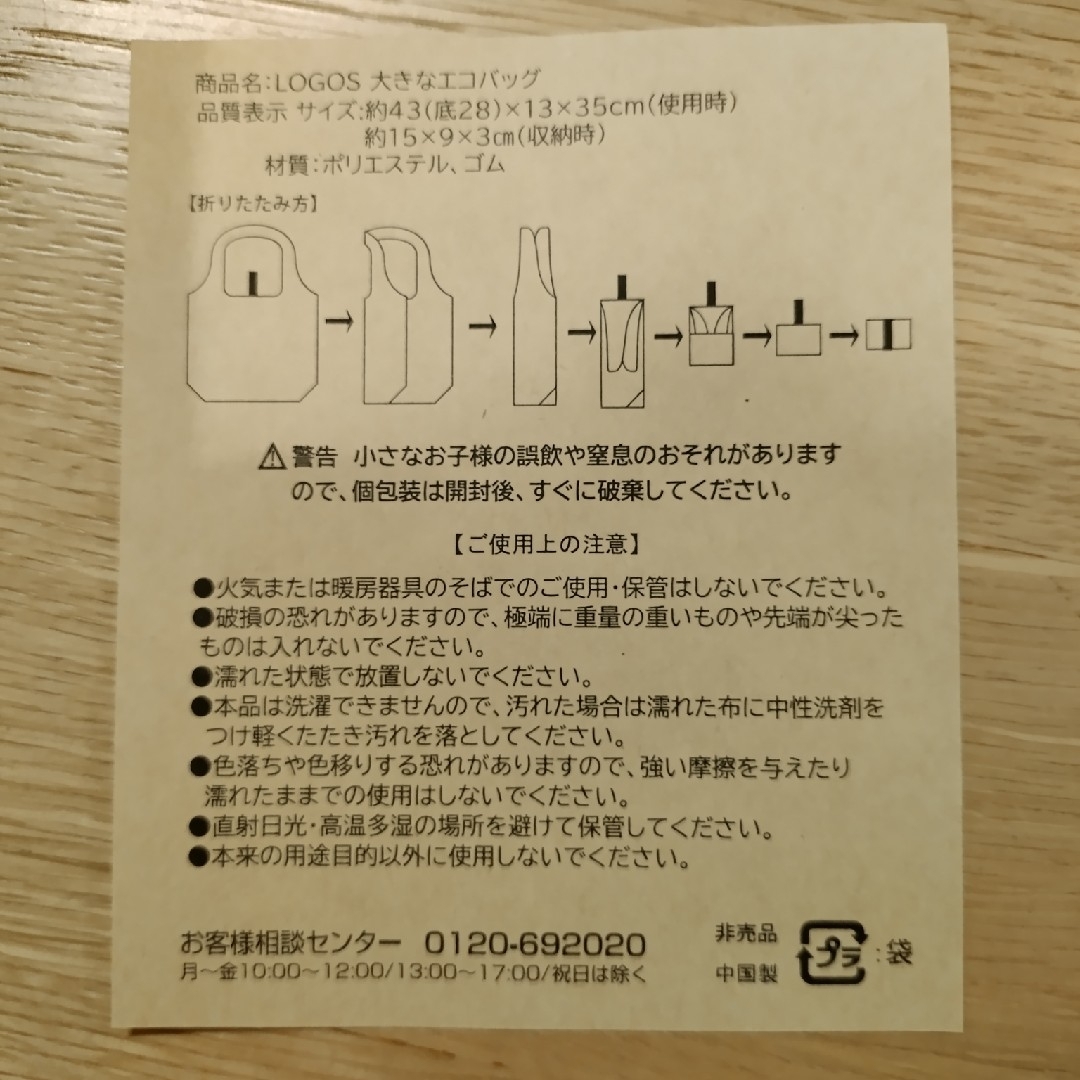 商品名:LOGOS 大きなエコバッグ
品質表示 サイズ:約43(底28)×13×35cm(使用時)
約15×9×3㎝(収納時)
材質:ポリエステル、ゴム
【折りたたみ方】
警告 小さなお子様の誤飲や窒息のおそれがあります
ので、個包装は開封後、すぐに破棄してください。
【ご使用上の注意】
●火気または暖房器具のそばでのご使用・保管はしないでください。
●破損の恐れがありますので、極端に重量の重いものや先端が尖った
ものは入れないでください。
●濡れた状態で放置しないでください。
●本品は洗濯できませんので、汚れた場合は濡れた布に中性洗剤を
つけ軽くたたき汚れを落としてください。
●色落ちや色移りする恐れがありますので、強い摩擦を与えたり
濡れたままでの使用はしないでください。
●直射日光・高温多湿の場所を避けて保管してください。
●本来の用途目的以外に使用しないでください。
お客様相談センター 0120-692020
月～金10:00～12:00/13:00～17:00/祝日は除く
非売品
中国製
プラ:袋